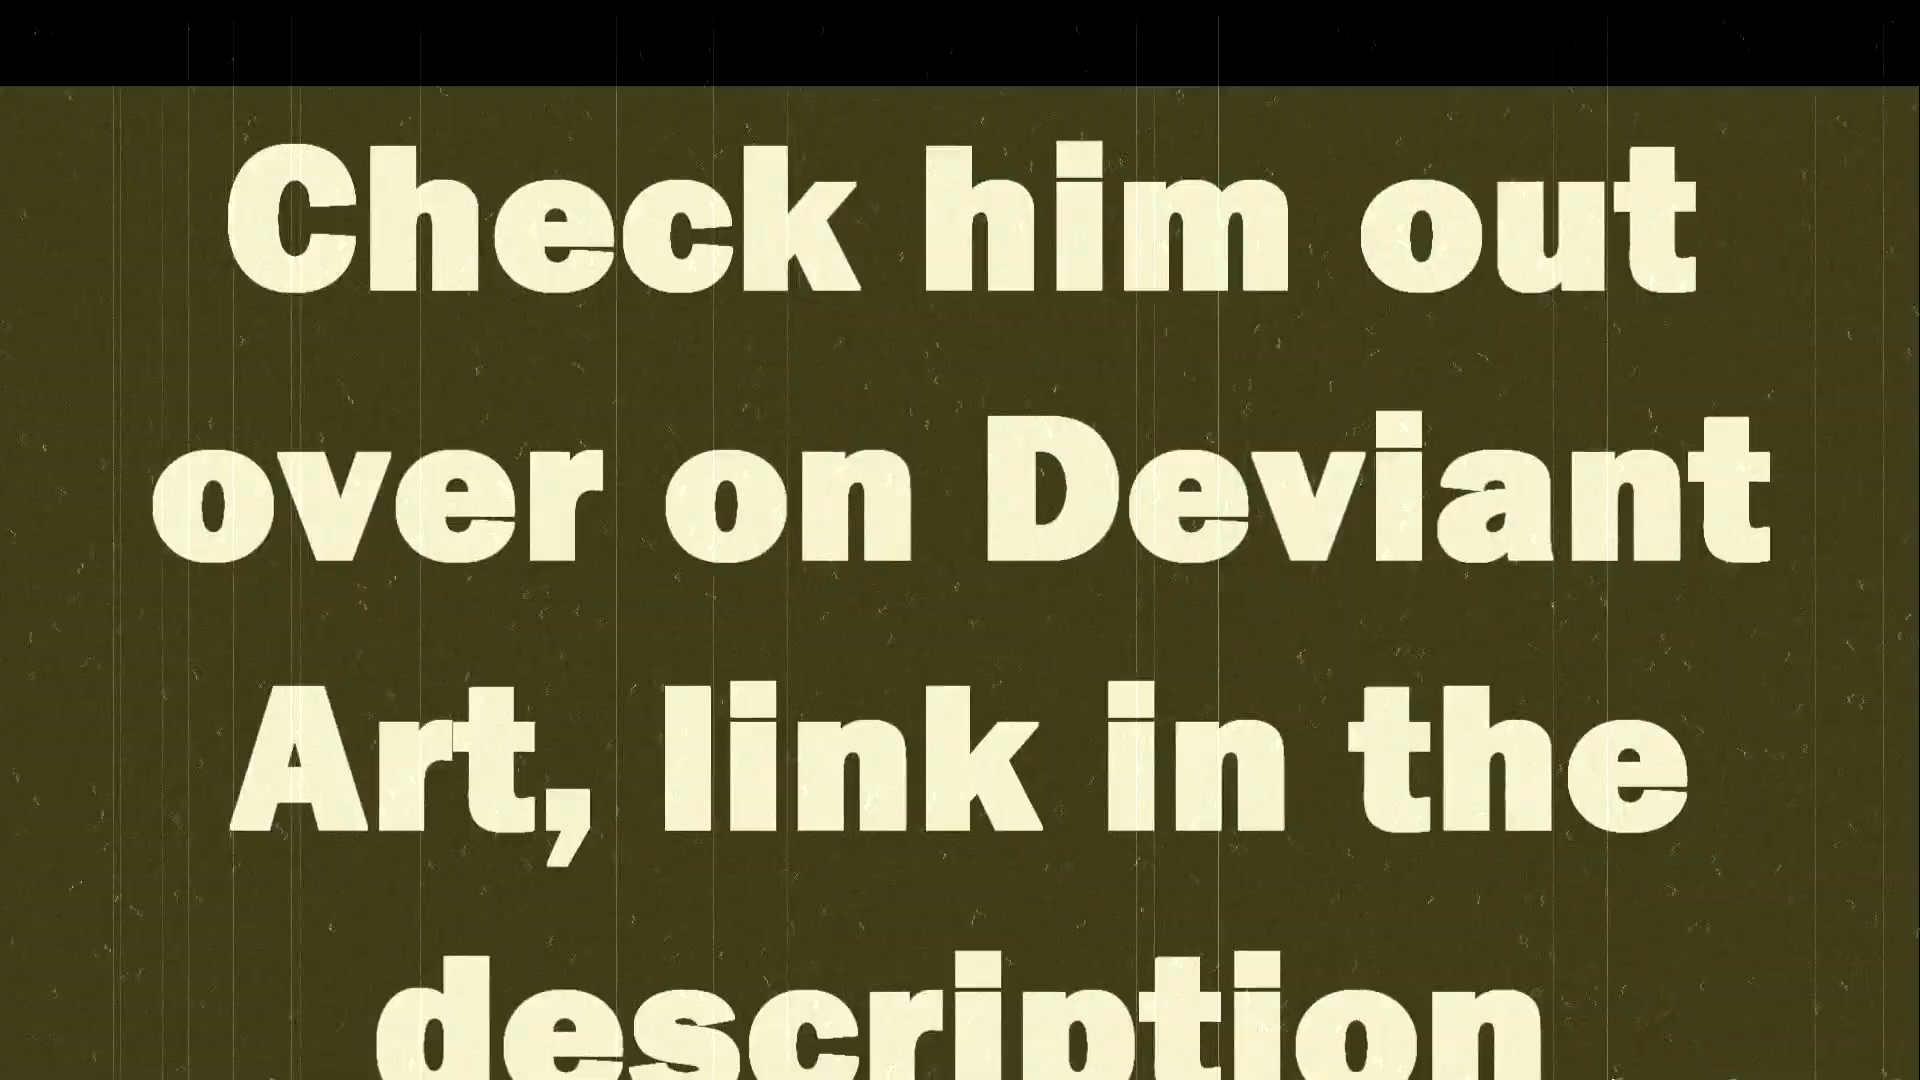 Check him out
over on Deviant
Art, link in the
description